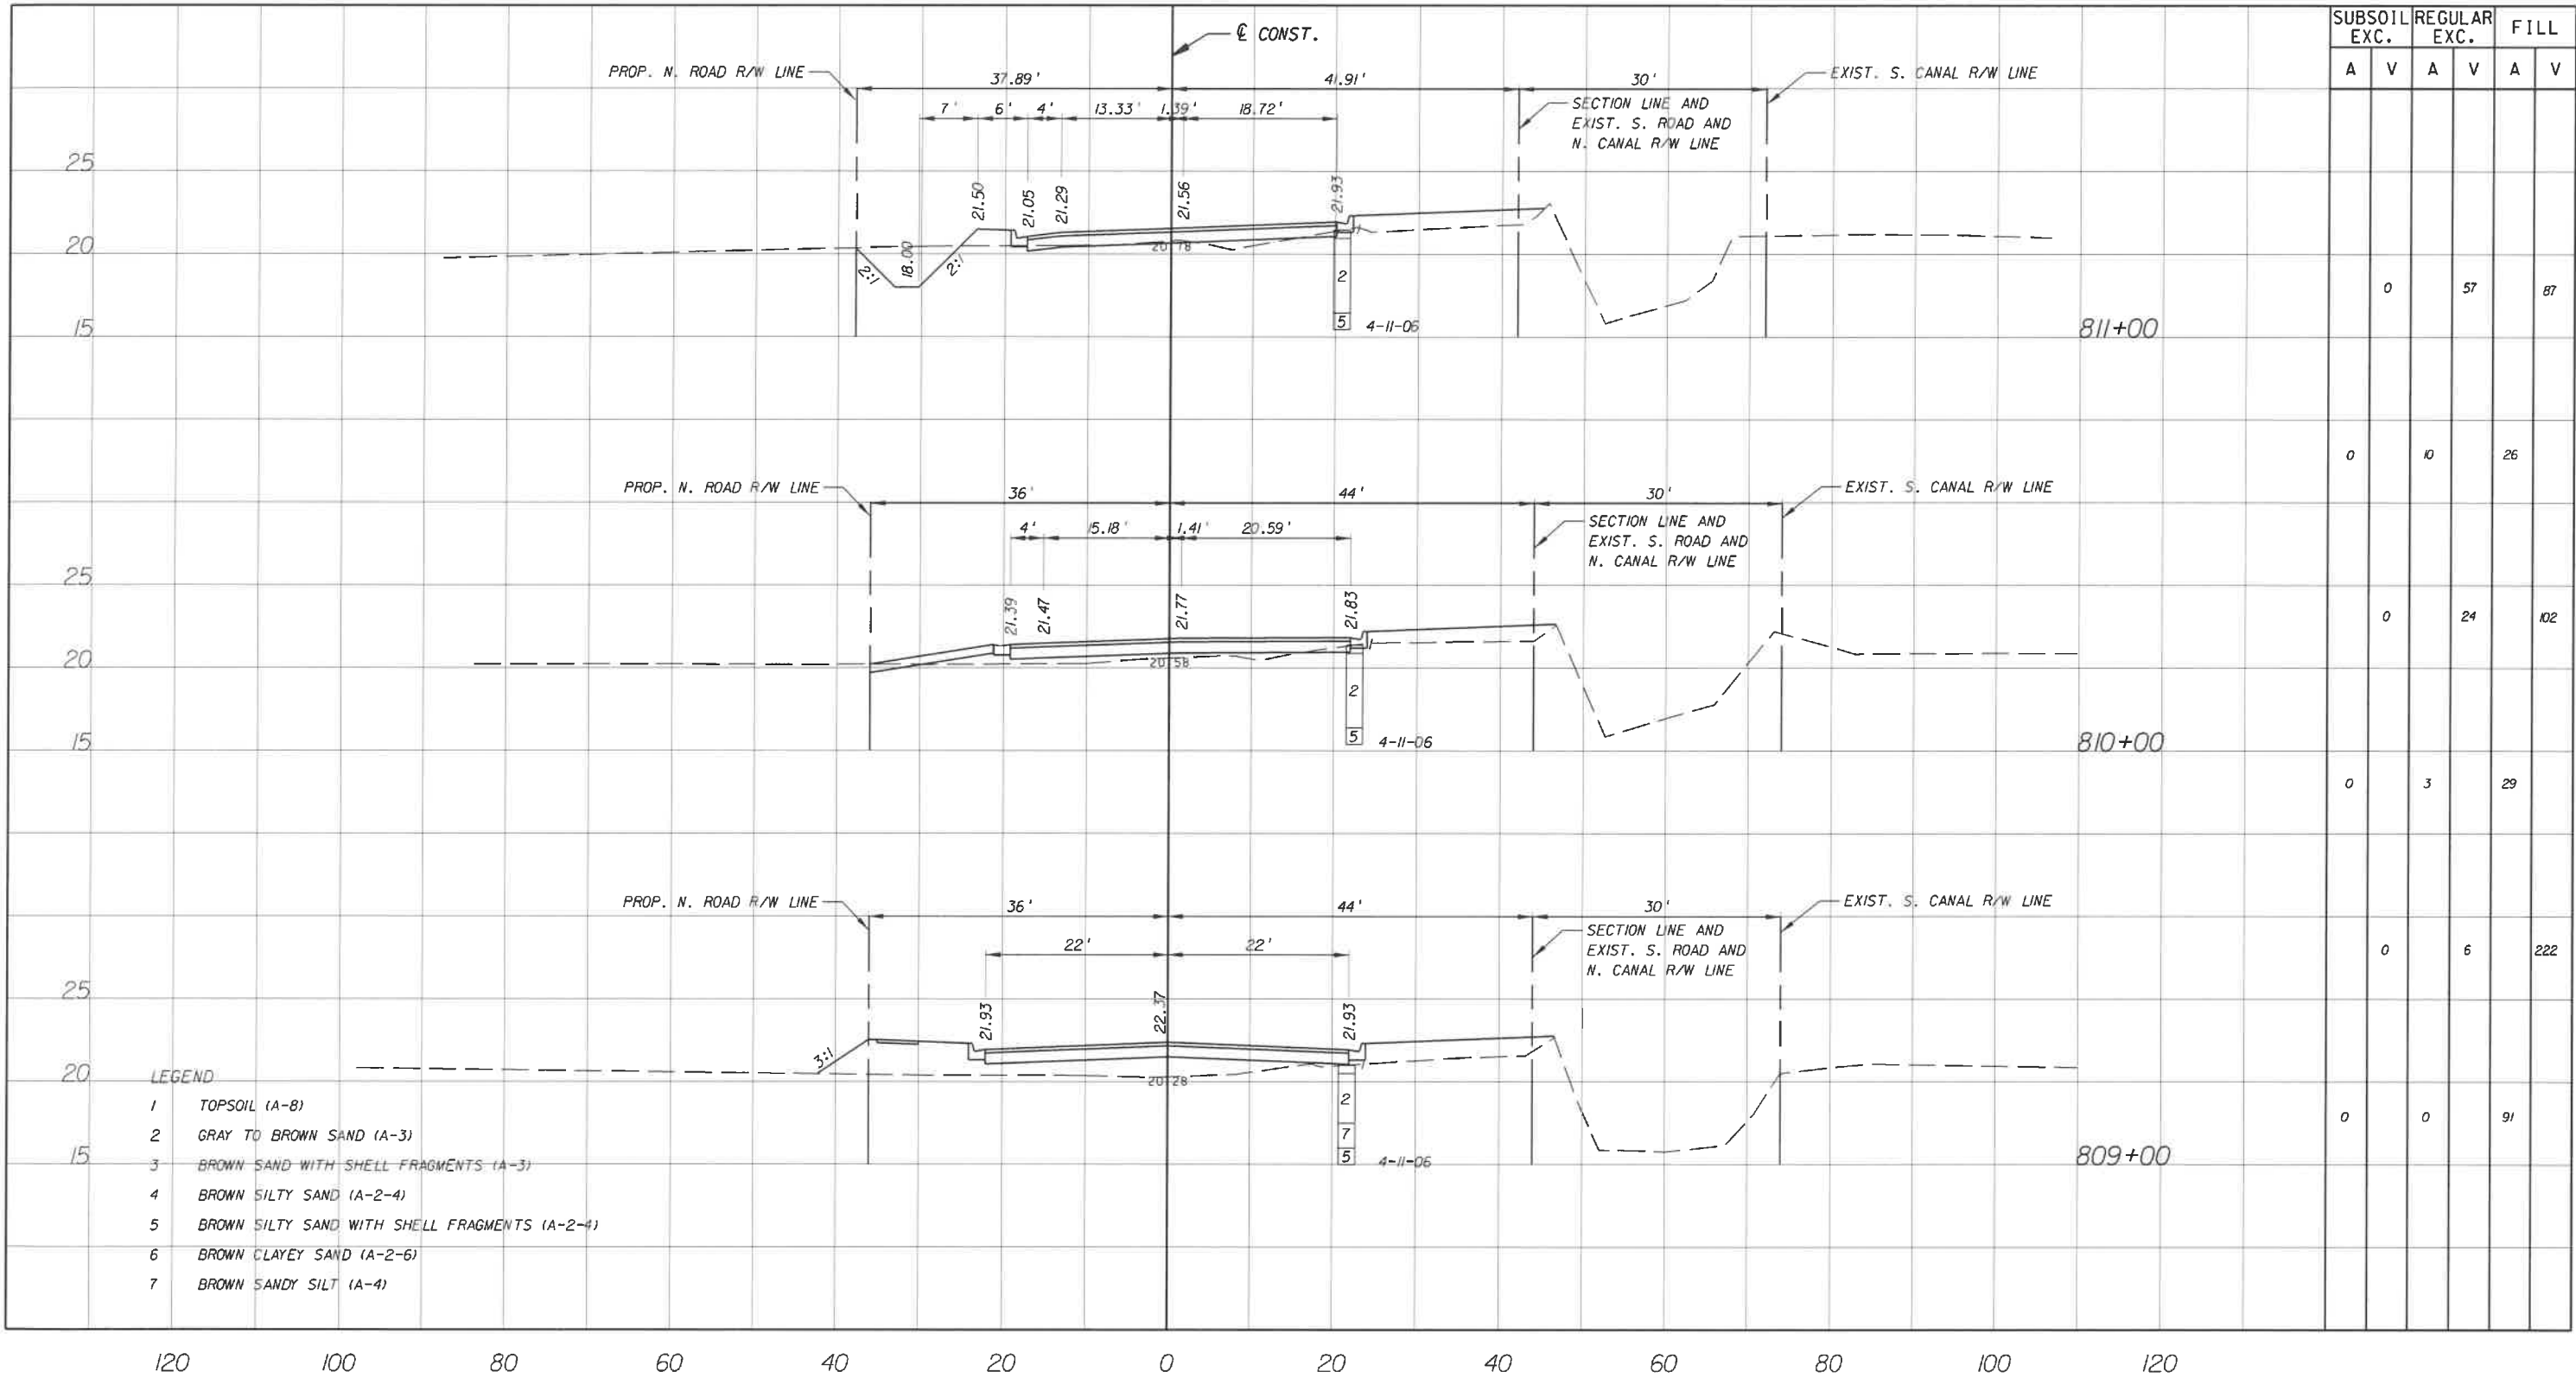 SUBSOIL EXC. REGULAR EXC. FILL
A V A V A V
℄ CONST.
PROP. N. ROAD R/W LINE 37.89' 41.91' 30' EXIST. S. CANAL R/W LINE
7' 6' 4' 13.33' 1.39' 18.72'
SECTION LINE AND
EXIST. S. ROAD AND
N. CANAL R/W LINE
25
21.50 21.05 21.29 21.56 21.93
20
2:1 18.00 2:1 20.78
2
5 4-11-06
15
811+00
0 57 87
0 10 26
PROP. N. ROAD R/W LINE 36' 44' 30' EXIST. S. CANAL R/W LINE
4' 15.18' 1.41' 20.59'
SECTION LINE AND
EXIST. S. ROAD AND
N. CANAL R/W LINE
25
21.39 21.47 21.77 21.83
20
20.58
2
5 4-11-06
15
810+00
0 24 102
0 3 29
PROP. N. ROAD R/W LINE 36' 44' 30' EXIST. S. CANAL R/W LINE
22' 22'
SECTION LINE AND
EXIST. S. ROAD AND
N. CANAL R/W LINE
0 6 222
25
21.93 22.37 21.93
3:1
20
20.28
2
7
5 4-11-06
15
809+00
0 0 91
LEGEND
1 TOPSOIL (A-8)
2 GRAY TO BROWN SAND (A-3)
3 BROWN SAND WITH SHELL FRAGMENTS (A-3)
4 BROWN SILTY SAND (A-2-4)
5 BROWN SILTY SAND WITH SHELL FRAGMENTS (A-2-4)
6 BROWN CLAYEY SAND (A-2-6)
7 BROWN SANDY SILT (A-4)
120 100 80 60 40 20 0 20 40 60 80 100 120